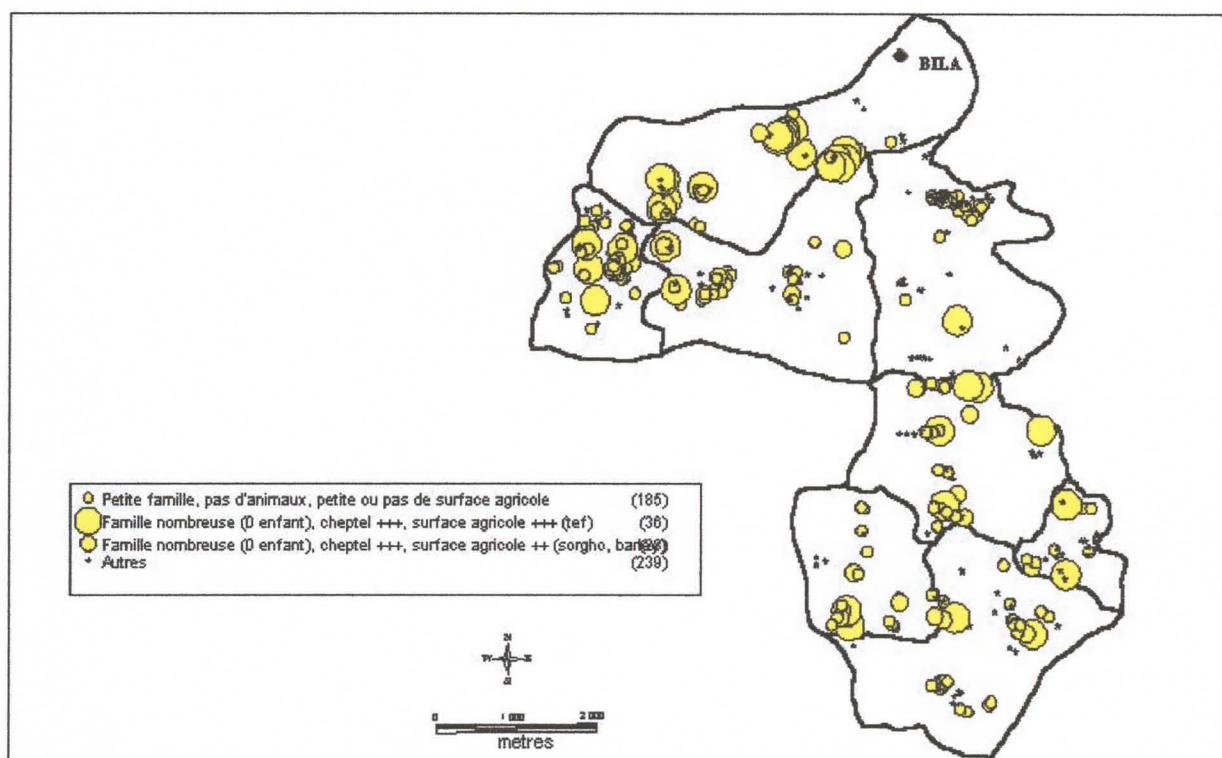 BILA
Petite famille, pas d'animaux, petite ou pas de surface agricole (185)
Famille nombreuse (0 enfant), cheptel +++, surface agricole +++ (tef) (36)
Famille nombreuse (0 enfant), cheptel +++, surface agricole ++ (sorgho,
Autres (239)
N
W E
S
0 1 000 2 000
metres